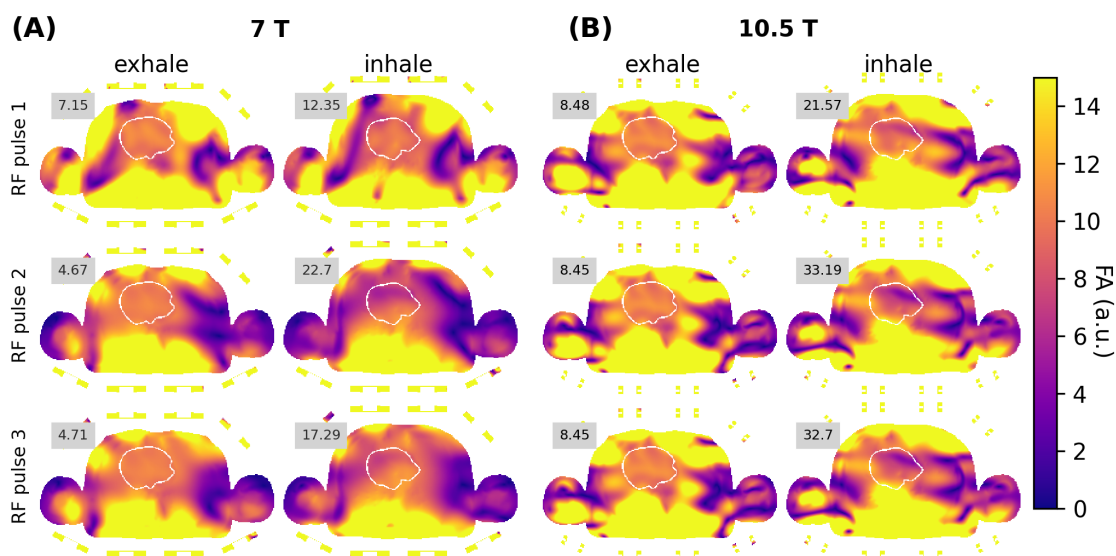 (A) 7 T (B) 10.5 T
exhale inhale exhale inhale
RF pulse 1 7.15 12.35 8.48 21.57
RF pulse 2 4.67 22.7 8.45 33.19
RF pulse 3 4.71 17.29 8.45 32.7
14
12
10
8
6
4
2
0
FA (a.u.)